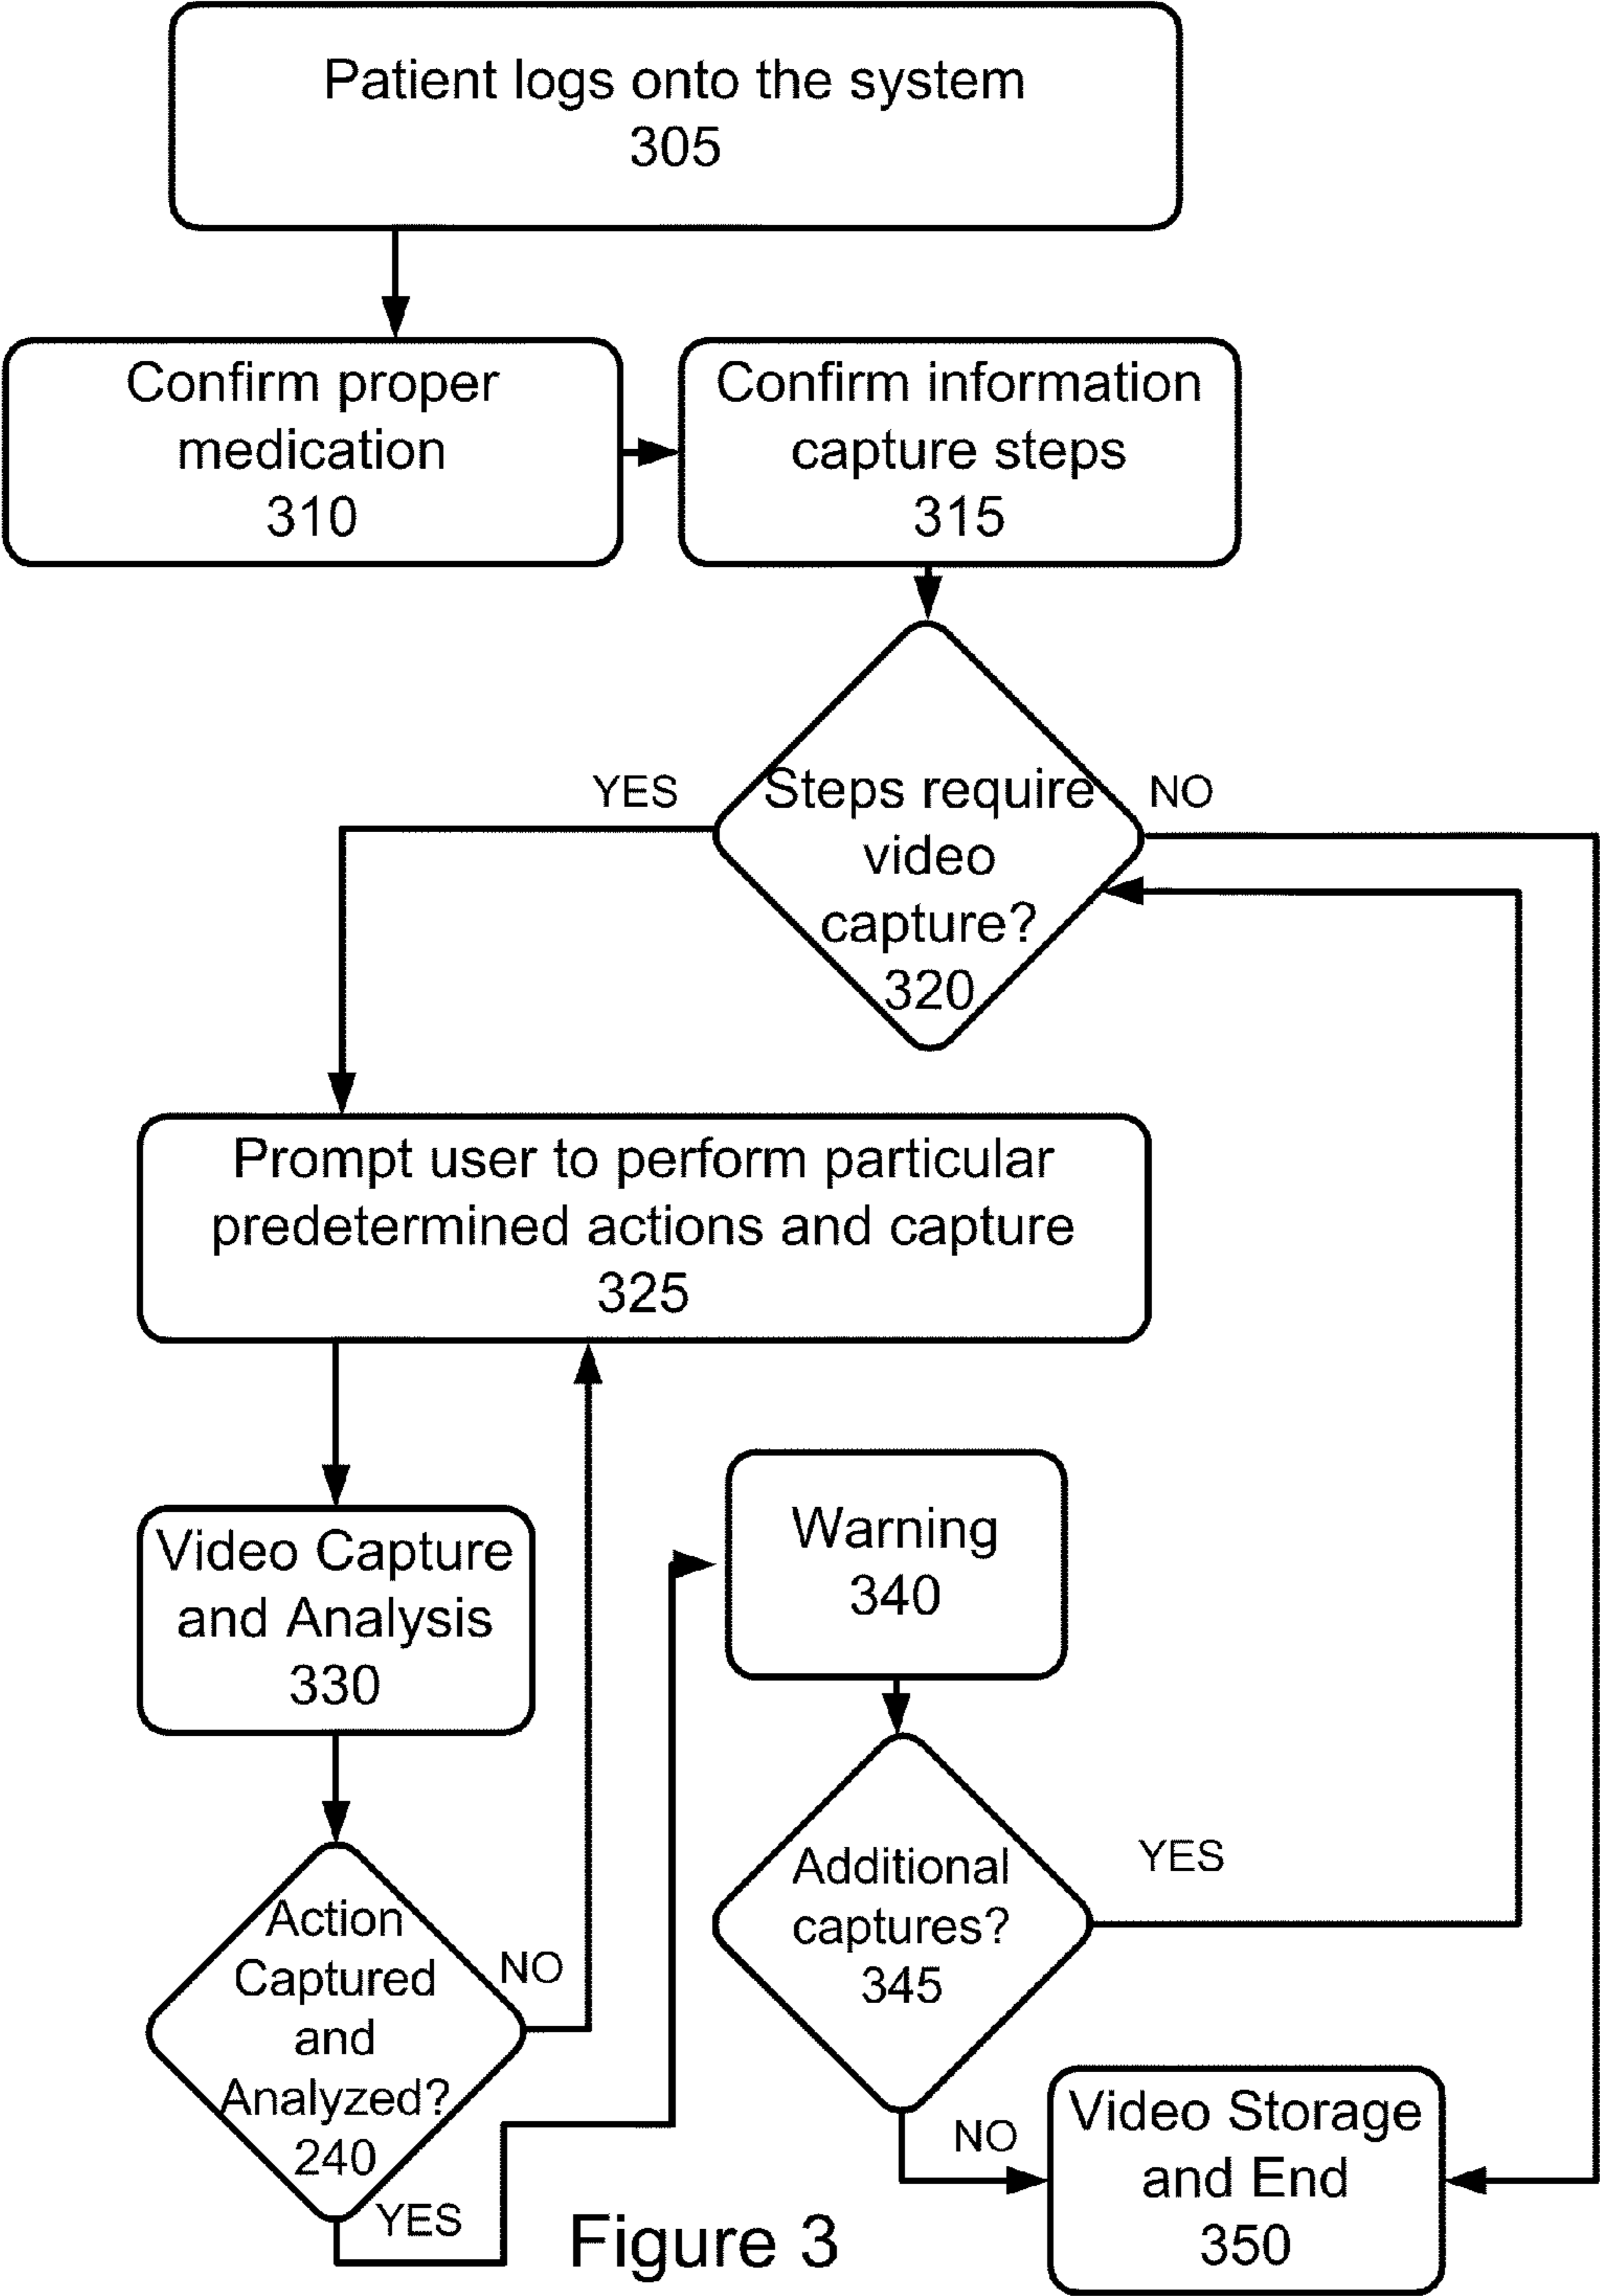 Patient logs onto the system
305
Confirm proper
medication
310
Confirm information
capture steps
315
Steps require
video
capture?
320
YES
NO
Prompt user to perform particular
predetermined actions and capture
325
Video Capture
and Analysis
330
Warning
340
Action
Captured
and
Analyzed?
240
NO
YES
Additional
captures?
345
YES
NO
Video Storage
and End
350
Figure 3